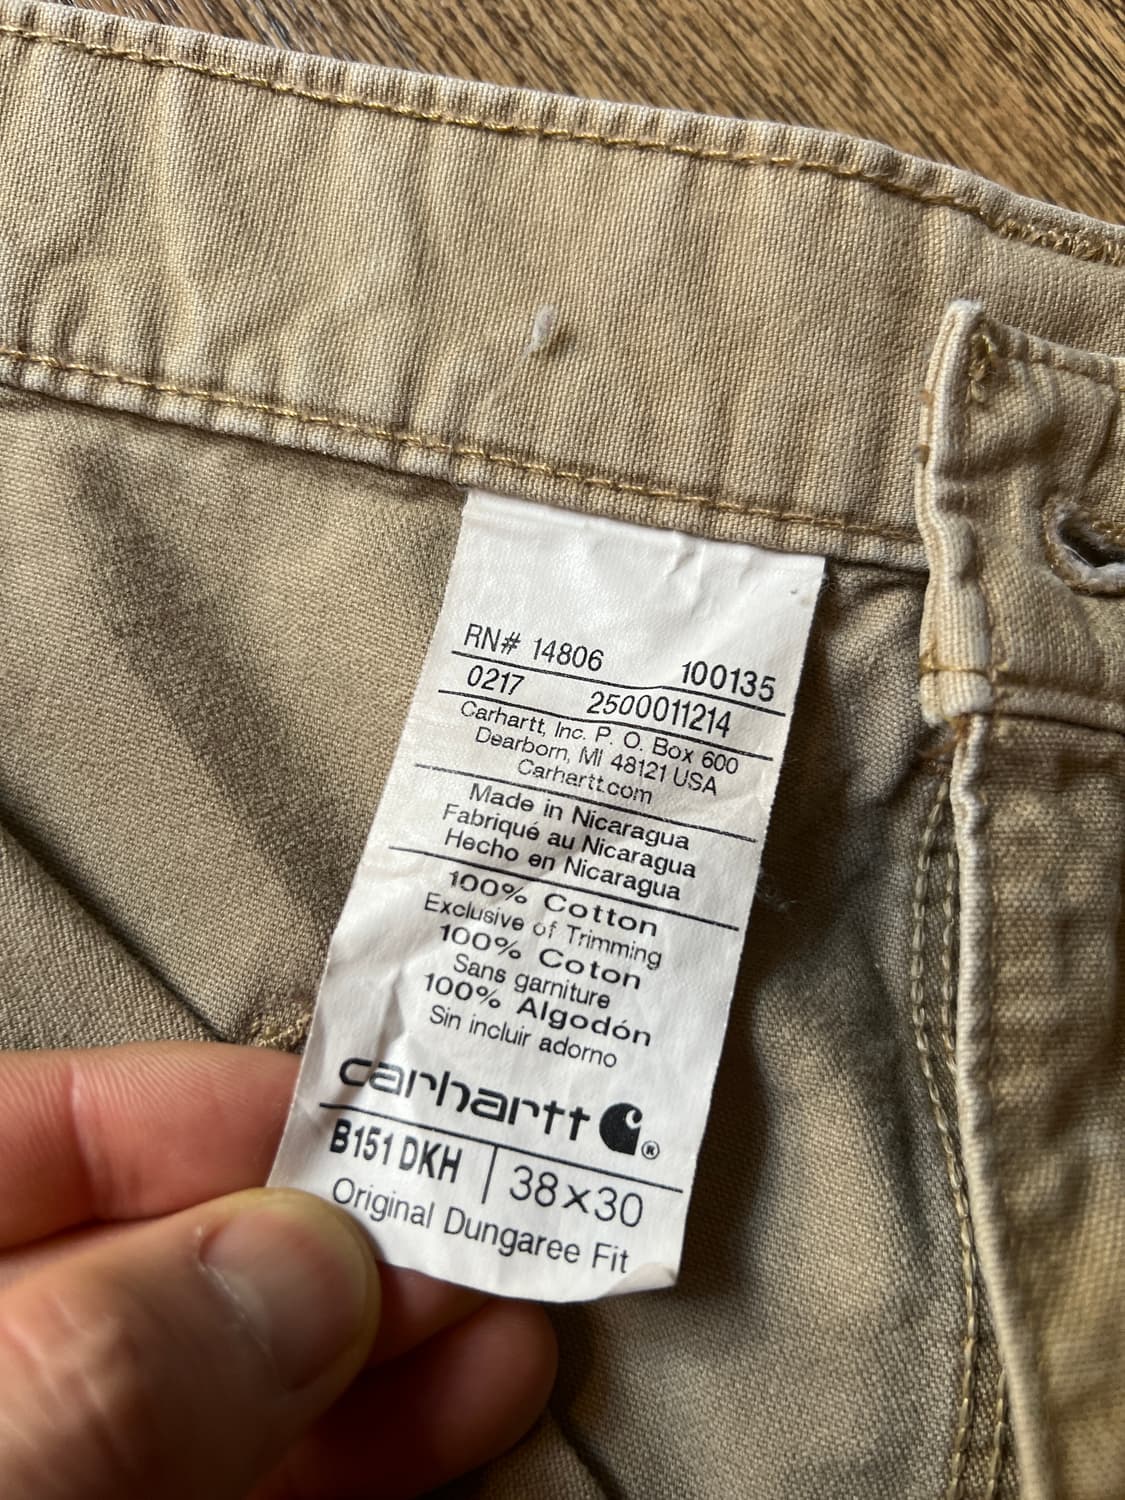 RN# 14806 100135
0217 2500011214
Carhartt, Inc. P. O. Box 600
Dearborn, MI 48121 USA
Carhartt.com
Made in Nicaragua
Fabriqué au Nicaragua
Hecho en Nicaragua
100% Cotton
Exclusive of Trimming
100% Coton
Sans garniture
100% Algodón
Sin incluir adorno
carhartt ®
B151 DKH | 38x30
Original Dungaree Fit